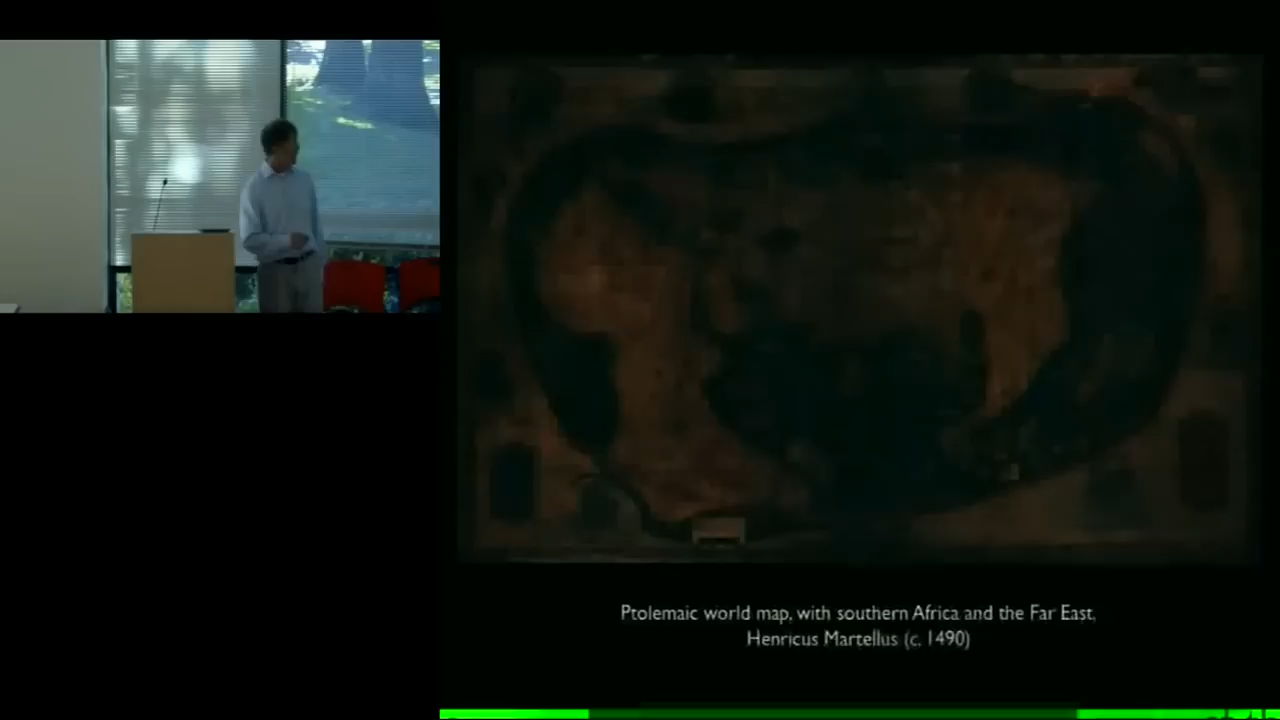 Ptolemaic world map, with southern Africa and the Far East,
Henricus Martellus (c. 1490)